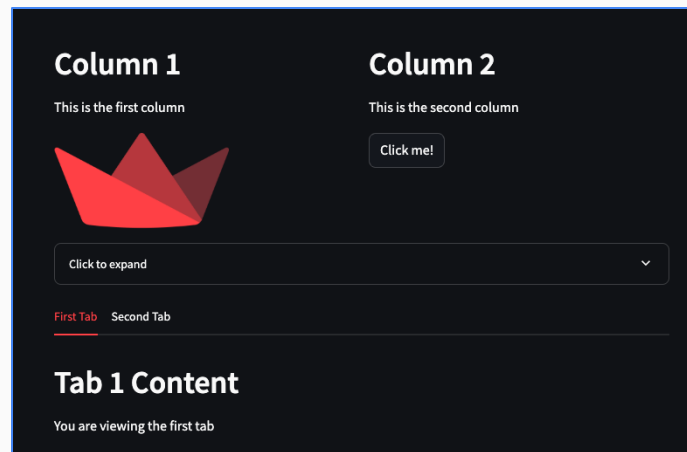 Column 1
This is the first column
Column 2
This is the second column
Click me!
Click to expand
First Tab
Second Tab
Tab 1 Content
You are viewing the first tab